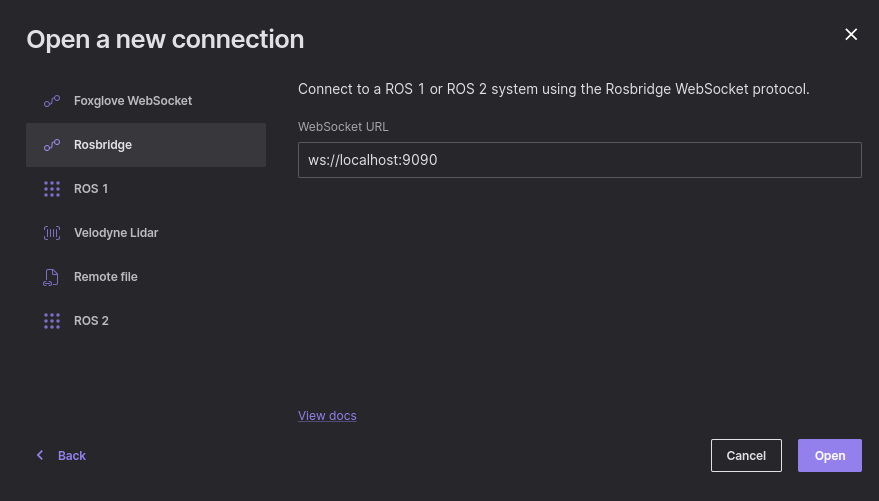 Open a new connection
Foxglove WebSocket
Rosbridge
ROS 1
Velodyne Lidar
Remote file
ROS 2
Connect to a ROS 1 or ROS 2 system using the Rosbridge WebSocket protocol.
WebSocket URL
ws://localhost:9090
View docs
Back
Cancel
Open